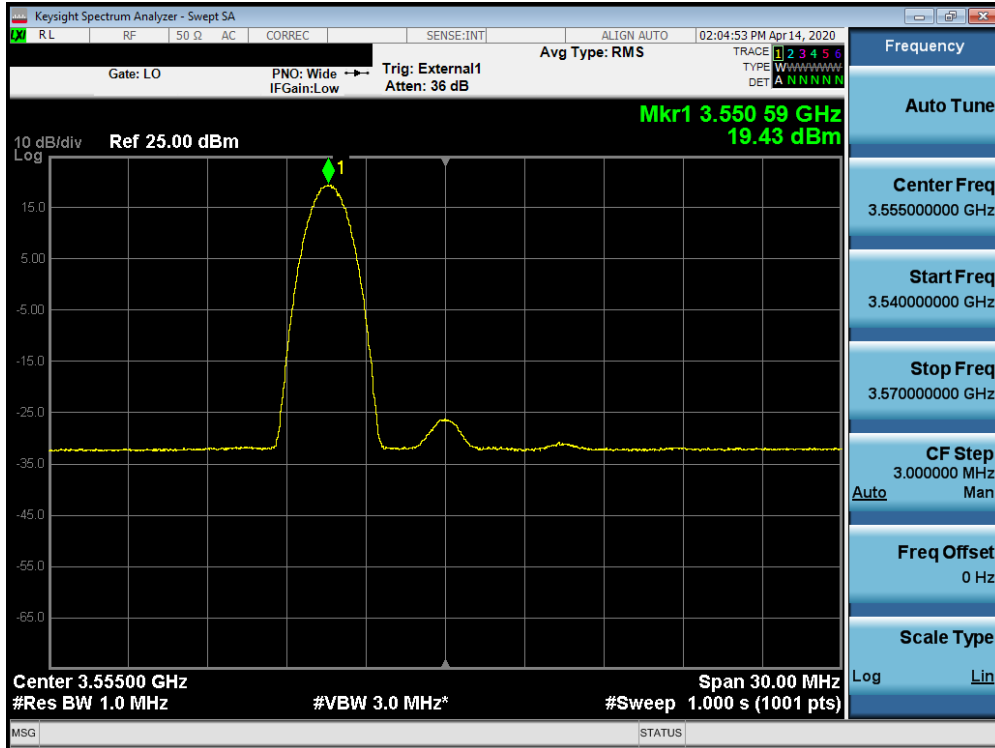 Keysight Spectrum Analyzer - Swept SA
LXI RL RF 50 Ω AC CORREC SENSE:INT ALIGN AUTO 02:04:53 PM Apr 14, 2020
Gate: LO PNO: Wide IFGain:Low Trig: External1 Atten: 36 dB Avg Type: RMS
TRACE 1 2 3 4 5 6
TYPE WWWWWW
DET A N N N N N
Mkr1 3.550 59 GHz
19.43 dBm
10 dB/div Ref 25.00 dBm
Log
1
15.0
5.00
-5.00
-15.0
-25.0
-35.0
-45.0
-55.0
-65.0
Center 3.55500 GHz Span 30.00 MHz
#Res BW 1.0 MHz #VBW 3.0 MHz* #Sweep 1.000 s (1001 pts)
MSG STATUS
Frequency
Auto Tune
Center Freq
3.555000000 GHz
Start Freq
3.540000000 GHz
Stop Freq
3.570000000 GHz
CF Step
3.000000 MHz
Auto Man
Freq Offset
0 Hz
Scale Type
Log Lin